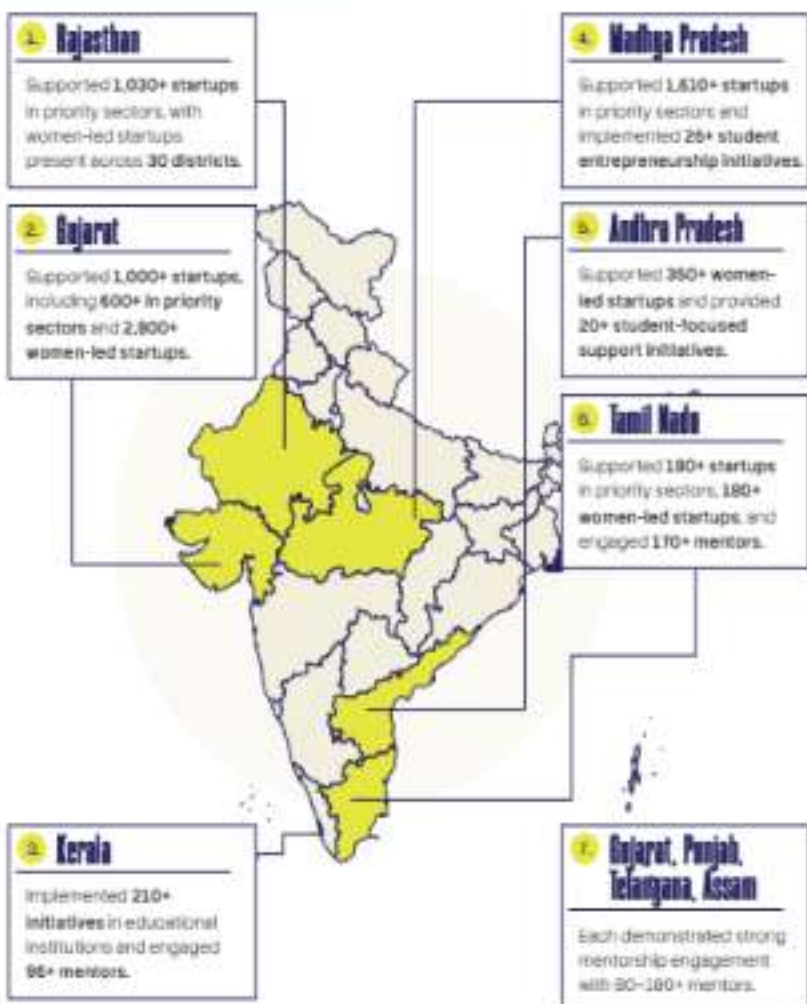 1. Rajasthan
Supported 1,030+ startups
in priority sectors, with
women-led startups
present across 30 districts.
2. Gujarat
Supported 1,000+ startups,
including 600+ in priority
sectors and 2,800+
women-led startups.
3. Kerala
Implemented 210+
initiatives in educational
institutions and engaged
mentors.
4. Madhya Pradesh
Supported 1,610+ startups
in priority sectors and
implemented 26+ student
entrepreneurship initiatives.
5. Andhra Pradesh
Supported women-
led startups and provided
20+ student-focused
support initiatives.
6. Tamil Nadu
Supported startups
in priority sectors,
women-led startups, and
engaged 170+ mentors.
7. Gujarat, Punjab,
Telangana, Assam
Each demonstrated strong
mentorship engagement
with mentors.